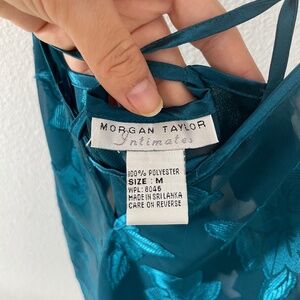 MORGAN TAYLOR
Intimates
100% POLYESTER
SIZE : M
WPL: 8046
MADE IN SRI LANKA
CARE ON REVERSE